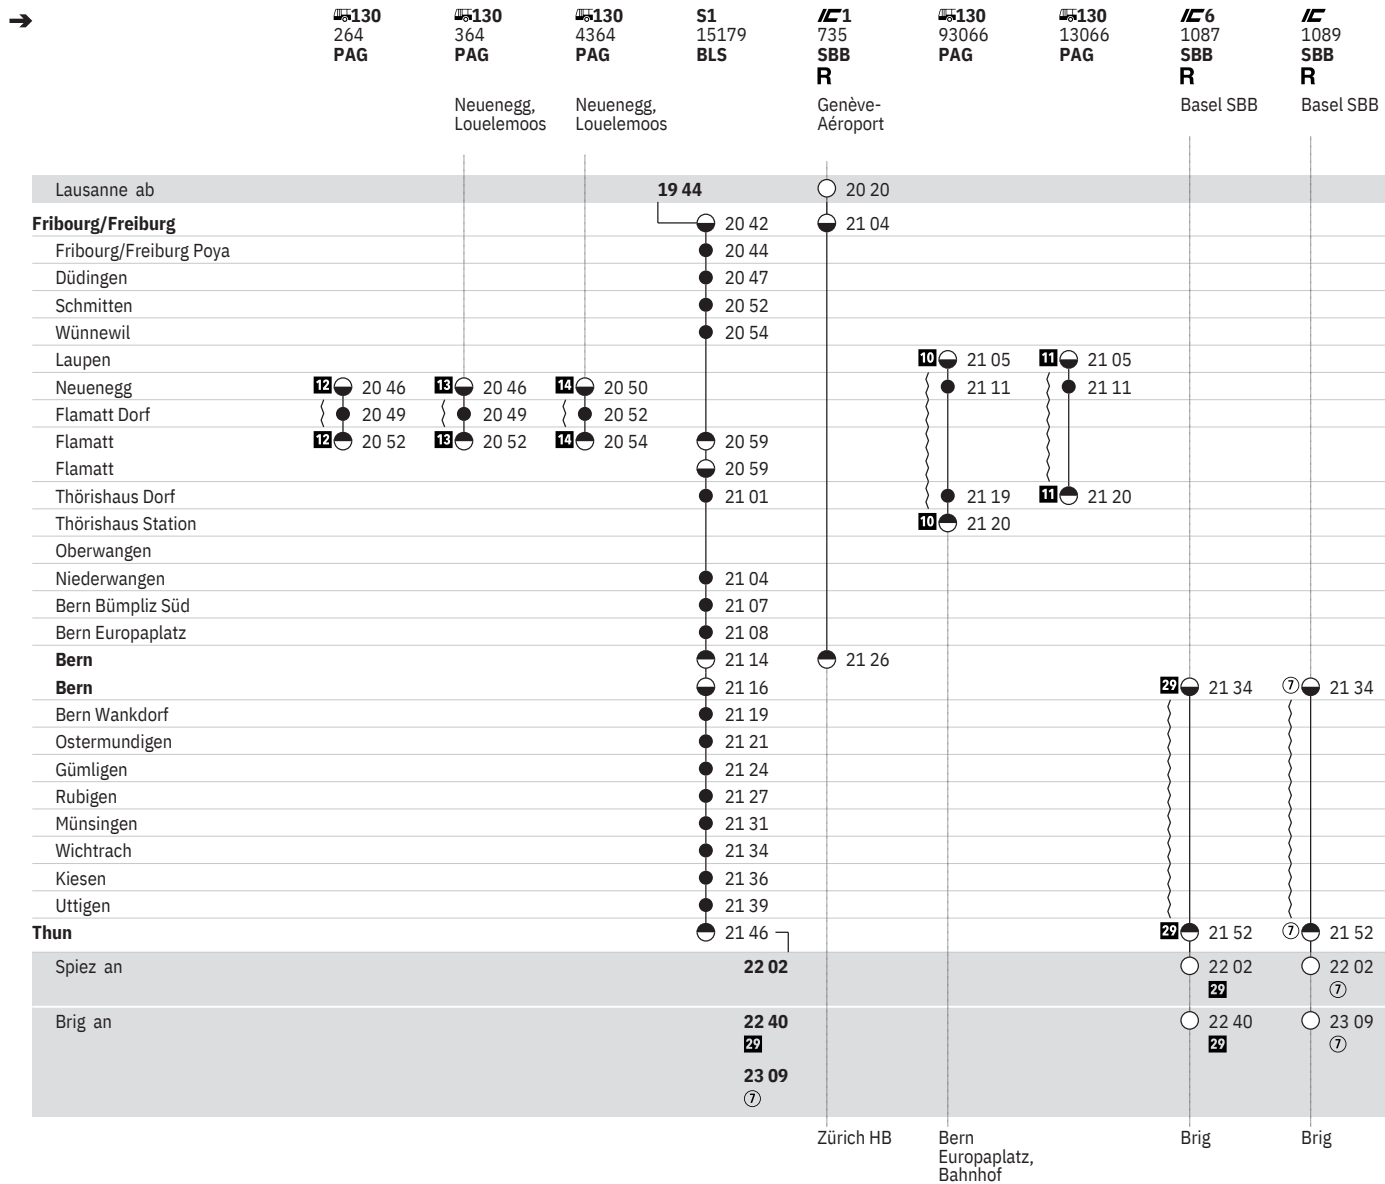 ➔ 130 130 130 S1 IC1 130 130 IC6 IC
264 364 4364 15179 735 93066 13066 1087 1089
PAG PAG PAG BLS SBB PAG PAG SBB SBB
R R R
Neuenegg, Neuenegg, Genève- Basel SBB Basel SBB
Louelemoos Louelemoos Aéroport
Lausanne ab 19 44 20 20
Fribourg/Freiburg 20 42 21 04
Fribourg/Freiburg Poya 20 44
Düdingen 20 47
Schmitten 20 52
Wünnewil 20 54
Laupen 10 21 05 11 21 05
Neuenegg 12 20 46 13 20 46 14 20 50 21 11 21 11
Flamatt Dorf 20 49 20 49 20 52
Flamatt 12 20 52 13 20 52 14 20 54 20 59
Flamatt 20 59
Thörishaus Dorf 21 01 21 19 11 21 20
Thörishaus Station 10 21 20
Oberwangen
Niederwangen 21 04
Bern Bümpliz Süd 21 07
Bern Europaplatz 21 08
Bern 21 14 21 26
Bern 21 16 29 21 34 7 21 34
Bern Wankdorf 21 19
Ostermundigen 21 21
Gümligen 21 24
Rubigen 21 27
Münsingen 21 31
Wichtrach 21 34
Kiesen 21 36
Uttigen 21 39
Thun 21 46 29 21 52 7 21 52
Spiez an 22 02 22 02 22 02
29 7
Brig an 22 40 22 40 23 09
29 29 7
23 09
7
Zürich HB Bern Brig Brig
Europaplatz,
Bahnhof